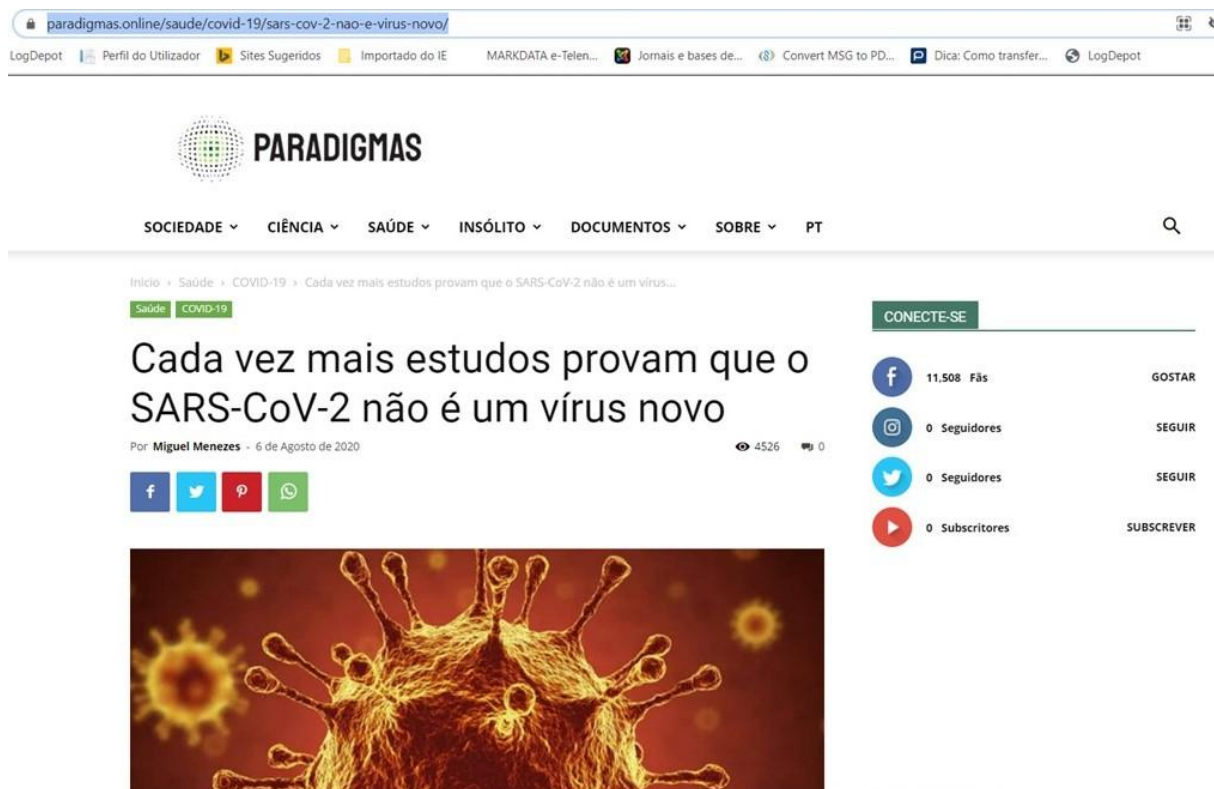 paradigmas.online/saude/covid-19/sars-cov-2-nao-e-virus-novo/
LogDepot Perfil do Utilizador Sites Sugeridos Importado do IE MARKDATA e-Telen... Jornais e bases de... Convert MSG to PD... Dica: Como transfer... LogDepot
PARADIGMAS
SOCIEDADE CIÊNCIA SAÚDE INSÓLITO DOCUMENTOS SOBRE PT
Início › Saúde › COVID-19 › Cada vez mais estudos provam que o SARS-CoV-2 não é um vírus...
Saúde COVID-19
Cada vez mais estudos provam que o
SARS-CoV-2 não é um vírus novo
Por Miguel Menezes - 6 de Agosto de 2020 4526 0
CONECTE-SE
11,508 Fãs GOSTAR
0 Seguidores SEGUIR
0 Seguidores SEGUIR
0 Subscritores SUBSCREVER